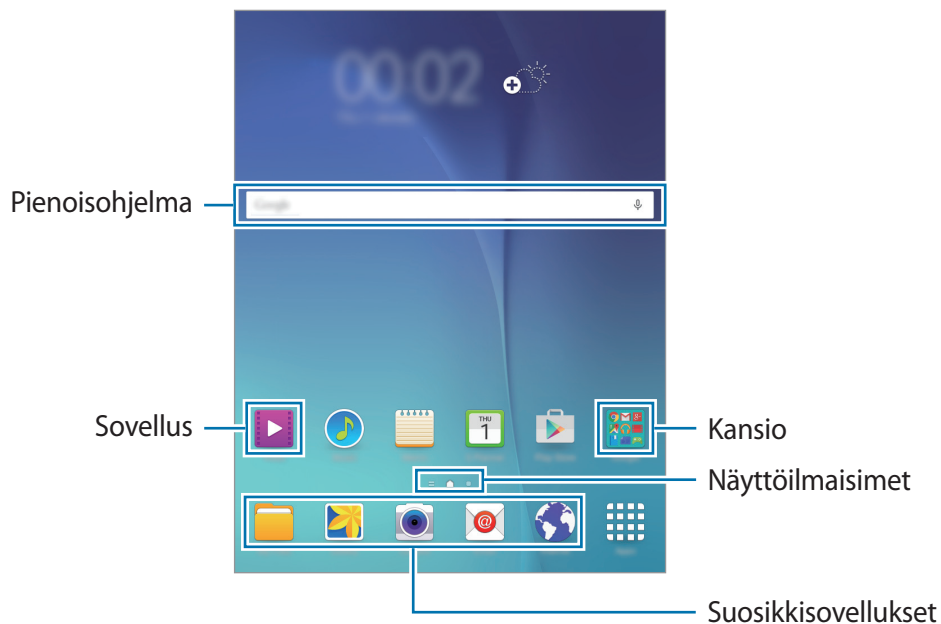 00:02
Pienoisohjelma
Google
Sovellus
THU
1
Kansio
Näyttöilmaisimet
@
Suosikkisovellukset